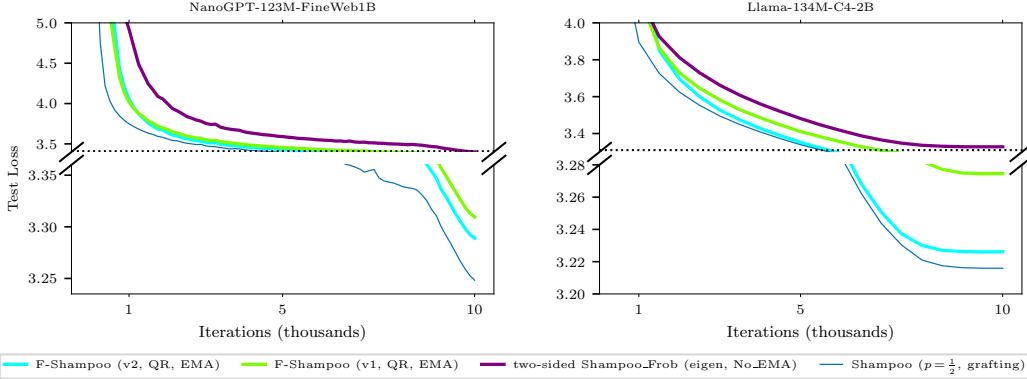 NanoGPT-123M-FineWeb1B
Llama-134M-C4-2B
Test Loss
5.0
4.5
4.0
3.5
3.35
3.30
3.25
1
5
10
Iterations (thousands)
4.0
3.8
3.6
3.4
3.28
3.26
3.24
3.22
3.20
1
5
10
Iterations (thousands)
F-Shampoo (v2, QR, EMA)
F-Shampoo (v1, QR, EMA)
two-sided Shampoo_Frob (eigen, No_EMA)
Shampoo (p = 1/2, grafting)